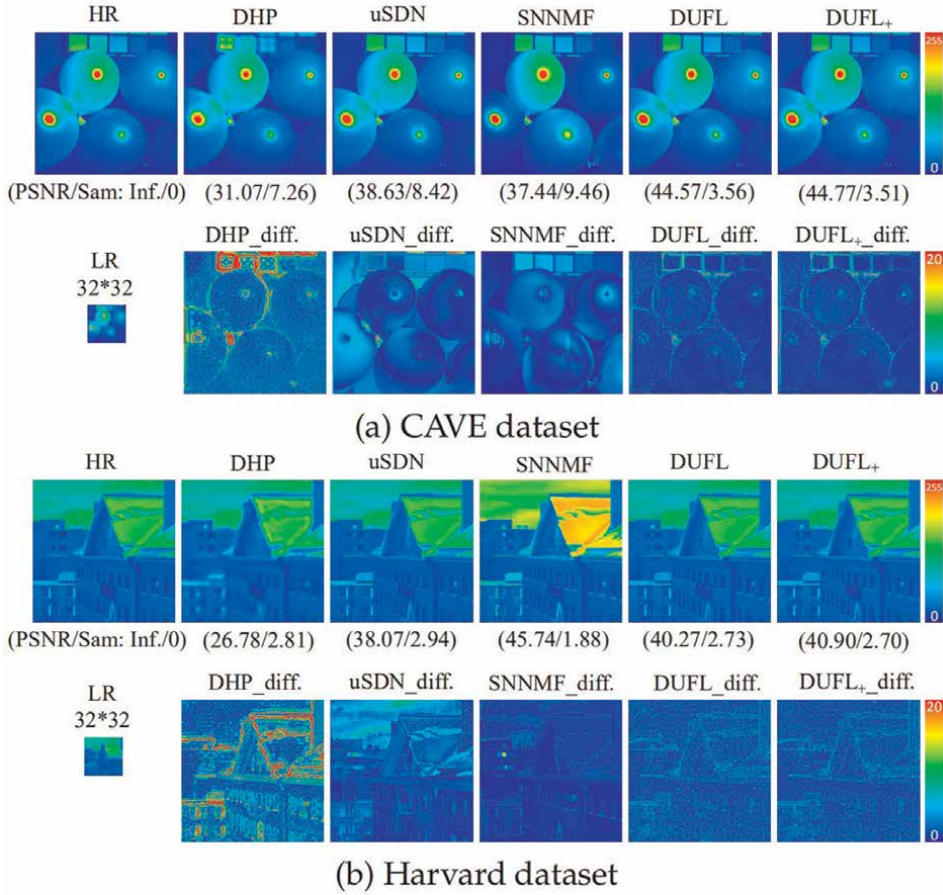 HR DHP uSDN SNNMF DUFL DUFL₊
255
0
(PSNR/Sam: Inf./0) (31.07/7.26) (38.63/8.42) (37.44/9.46) (44.57/3.56) (44.77/3.51)
DHP_diff. uSDN_diff. SNNMF_diff. DUFL_diff. DUFL₊_diff.
LR
32*32
20
0
(a) CAVE dataset
HR DHP uSDN SNNMF DUFL DUFL₊
255
0
(PSNR/Sam: Inf./0) (26.78/2.81) (38.07/2.94) (45.74/1.88) (40.27/2.73) (40.90/2.70)
DHP_diff. uSDN_diff. SNNMF_diff. DUFL_diff. DUFL₊_diff.
LR
32*32
20
0
(b) Harvard dataset